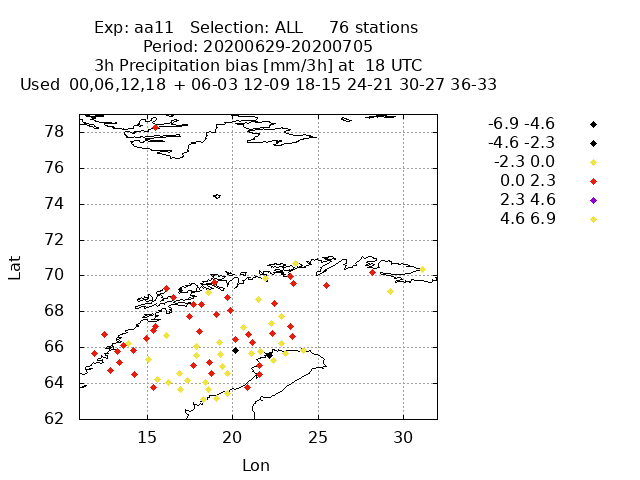 Exp: aa11 Selection: ALL 76 stations
Period: 20200629-20200705
3h Precipitation bias [mm/3h] at 18 UTC
Used 00,06,12,18 + 06-03 12-09 18-15 24-21 30-27 36-33
-6.9 -4.6
-4.6 -2.3
-2.3 0.0
0.0 2.3
2.3 4.6
4.6 6.9
78
76
74
72
70
68
66
64
62
Lat
15 20 25 30
Lon